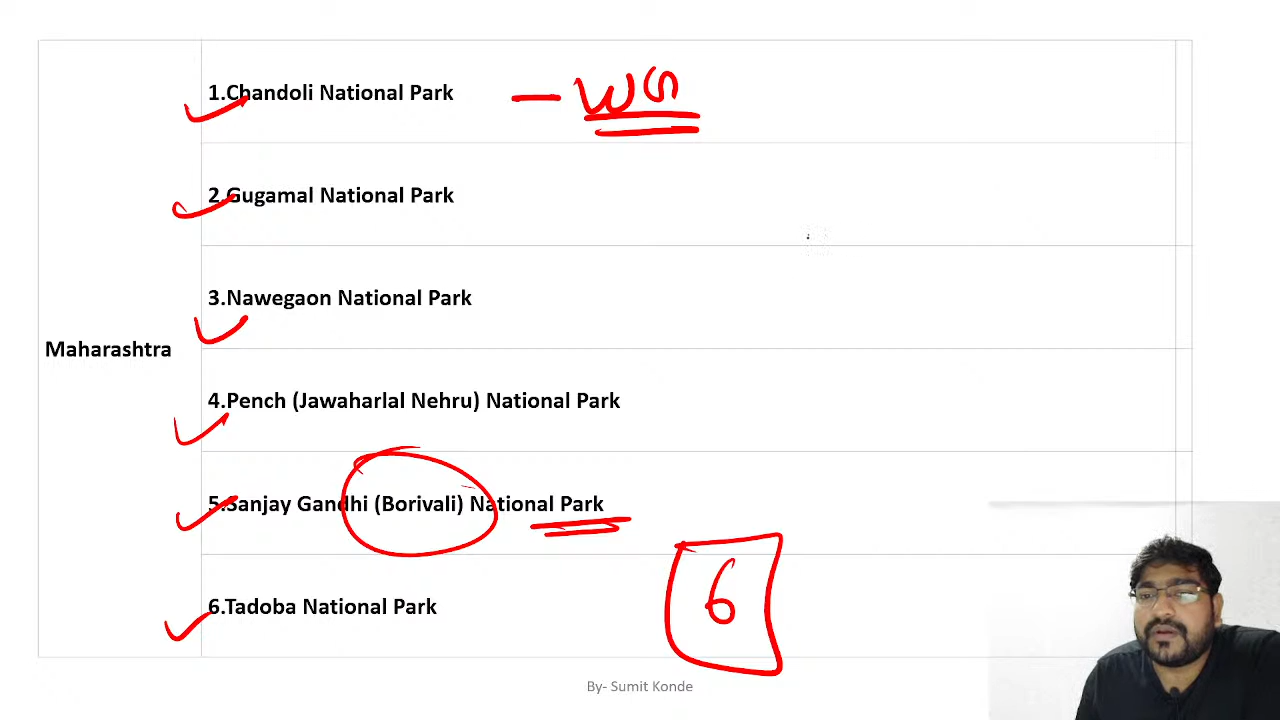 1.Chandoli National Park — WG
2.Gugamal National Park
3.Nawegaon National Park
Maharashtra
4.Pench (Jawaharlal Nehru) National Park
5.Sanjay Gandhi (Borivali) National Park
6.Tadoba National Park
6
By- Sumit Konde